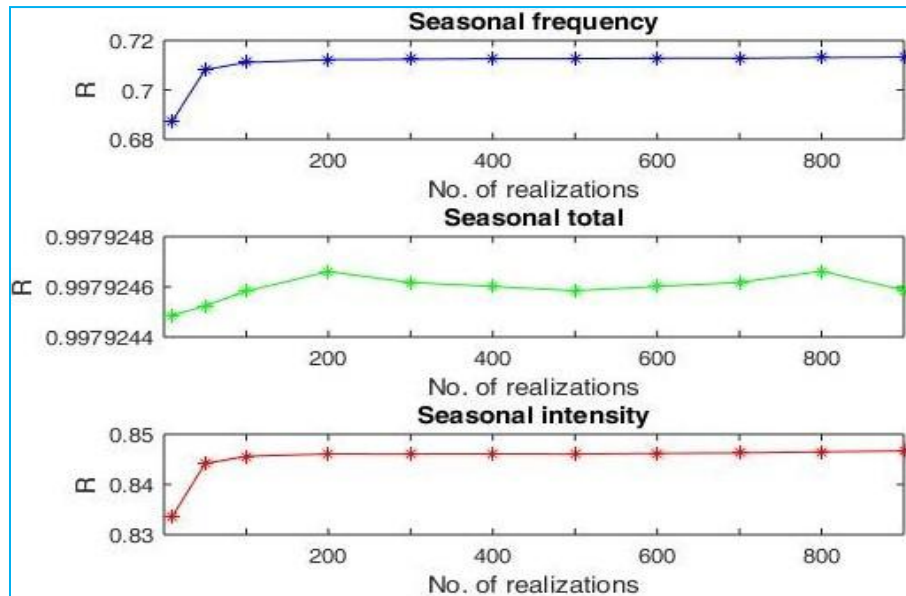 Seasonal frequency
0.72
0.7
0.68
R
200 400 600 800
No. of realizations
Seasonal total
0.9979248
0.9979246
0.9979244
R
200 400 600 800
No. of realizations
Seasonal intensity
0.85
0.84
0.83
R
200 400 600 800
No. of realizations